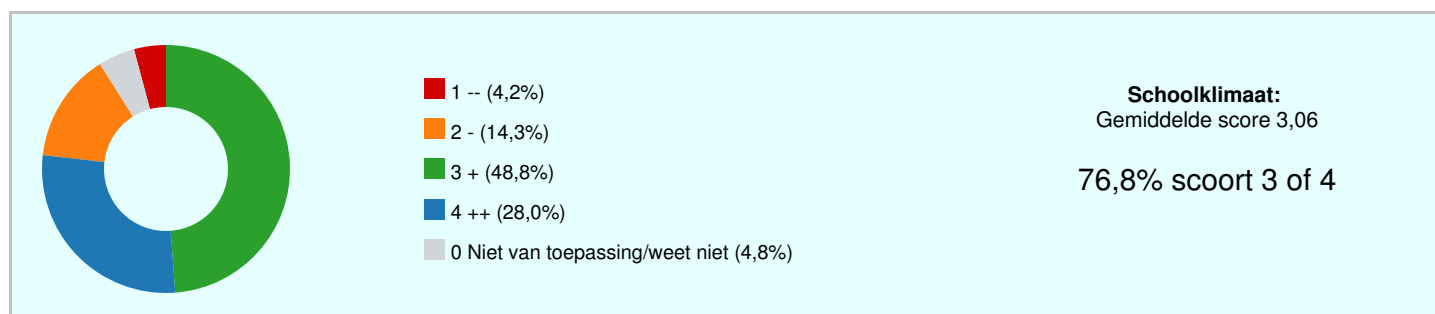 1 -- (4,2%)
2 - (14,3%)
3 + (48,8%)
4 ++ (28,0%)
0 Niet van toepassing/weet niet (4,8%)
Schoolklimaat:
Gemiddelde score 3,06
76,8% scoort 3 of 4